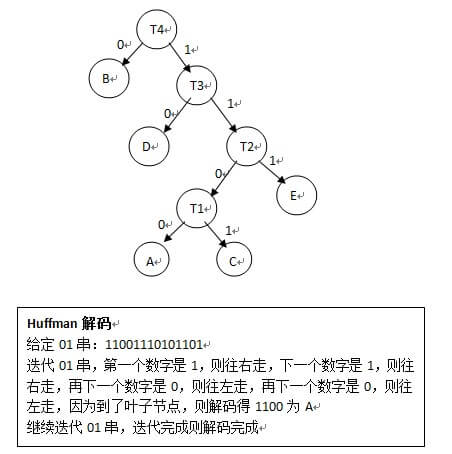 T4
0
1
B
T3
0
1
D
T2
0
1
T1
E
0
1
A
C
Huffman 解码
给定 01 串：11001110101101
迭代 01 串，第一个数字是 1，则往右走，下一个数字是 1，则往
右走，再下一个数字是 0，则往左走，再下一个数字是 0，则往
左走，因为到了叶子节点，则解码得 1100 为 A
继续迭代 01 串，迭代完成则解码完成